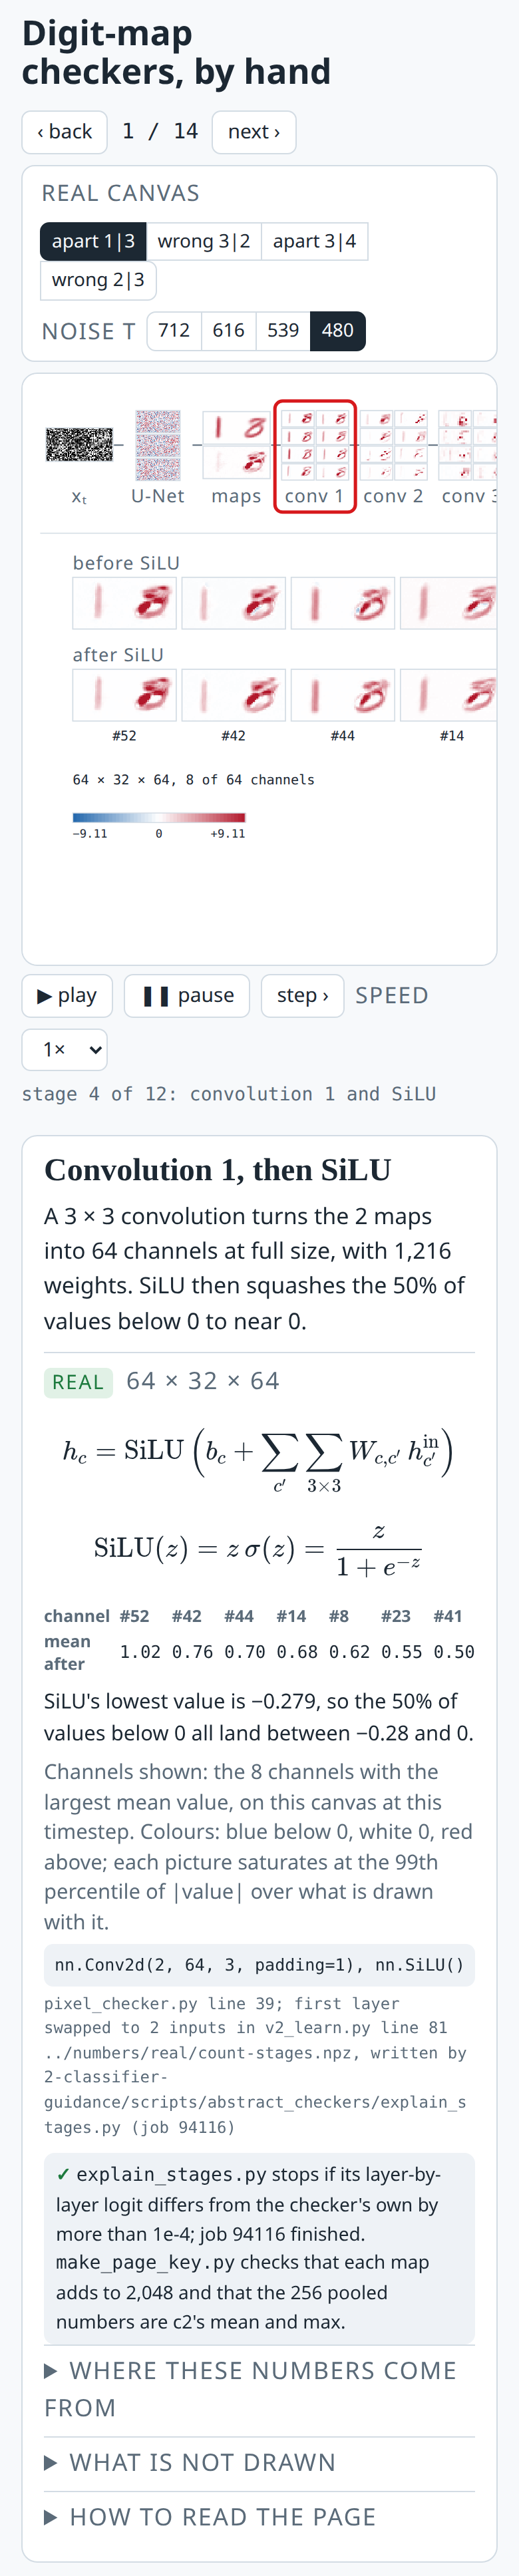 Digit-map
checkers, by hand
‹ back 1 / 14 next ›
REAL CANVAS
apart 1|3 wrong 3|2 apart 3|4
wrong 2|3
NOISE T 712 616 539 480
xₜ U-Net maps conv 1 conv 2 conv 3
before SiLU
after SiLU
#52 #42 #44 #14
64 × 32 × 64, 8 of 64 channels
−9.11 0 +9.11
▶ play ❚❚ pause step › SPEED
1×
stage 4 of 12: convolution 1 and SiLU
Convolution 1, then SiLU
A 3 × 3 convolution turns the 2 maps
into 64 channels at full size, with 1,216
weights. SiLU then squashes the 50% of
values below 0 to near 0.
REAL 64 × 32 × 64
h_c = SiLU ( b_c + ∑_{c′} ∑_{3×3} W_{c,c′} h_{c′}^{in} )
SiLU(z) = z σ(z) = z / (1 + e^{−z})
channel #52 #42 #44 #14 #8 #23 #41
mean after 1.02 0.76 0.70 0.68 0.62 0.55 0.50
SiLU's lowest value is −0.279, so the 50% of
values below 0 all land between −0.28 and 0.
Channels shown: the 8 channels with the
largest mean value, on this canvas at this
timestep. Colours: blue below 0, white 0, red
above; each picture saturates at the 99th
percentile of |value| over what is drawn
with it.
nn.Conv2d(2, 64, 3, padding=1), nn.SiLU()
pixel_checker.py line 39; first layer
swapped to 2 inputs in v2_learn.py line 81
../numbers/real/count-stages.npz, written by
2-classifier-
guidance/scripts/abstract_checkers/explain_s
tages.py (job 94116)
✓ explain_stages.py stops if its layer-by-
layer logit differs from the checker's own by
more than 1e-4; job 94116 finished.
make_page_key.py checks that each map
adds to 2,048 and that the 256 pooled
numbers are c2's mean and max.
▶ WHERE THESE NUMBERS COME
FROM
▶ WHAT IS NOT DRAWN
▶ HOW TO READ THE PAGE